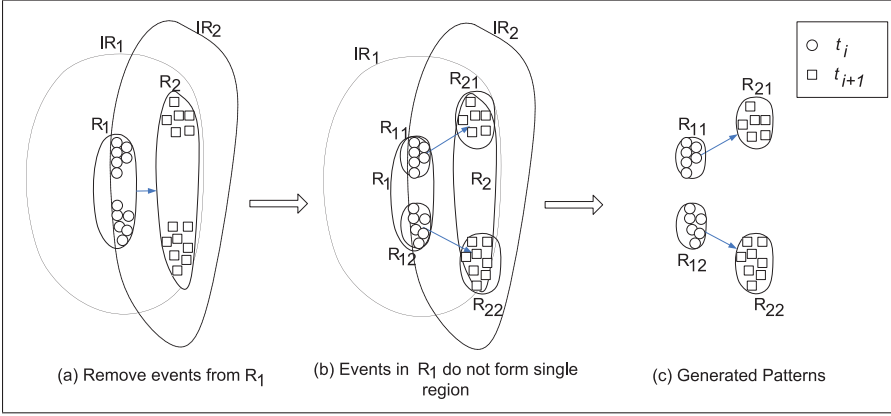 IR1
IR2
R1
R2
IR1
IR2
R21
R11
R1
R2
R12
R22
R21
R11
R12
R22
ti
ti+1
(a) Remove events from R1
(b) Events in R1 do not form single
region
(c) Generated Patterns